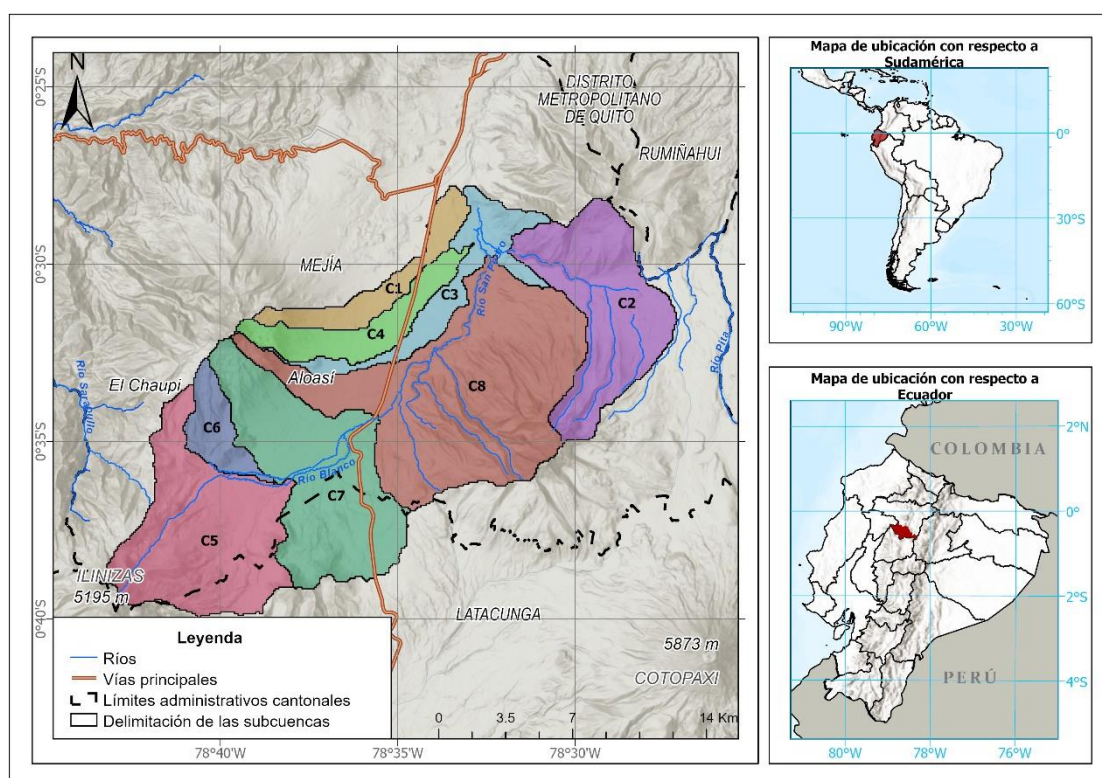 N
0°25'S
0°30'S
0°35'S
0°40'S
78°40'W
78°35'W
78°30'W
DISTRITO
METROPOLITANO
DE QUITO
RUMIÑAHUI
MEJÍA
C1
C4
C3
C2
C8
C6
C7
C5
Río San Pedro
Río Pita
Río Sarapullo
Río Blanco
El Chaupi
Aloasí
ILINIZAS
5195 m
LATACUNGA
5873 m
COTOPAXI
Leyenda
Ríos
Vías principales
Límites administrativos cantonales
Delimitación de las subcuencas
0 3.5 7 14 Km
Mapa de ubicación con respecto a
Sudamérica
0°
30°S
60°S
90°W 60°W 30°W
Mapa de ubicación con respecto a
Ecuador
COLOMBIA
PERÚ
2°N
0°
2°S
4°S
80°W 78°W 76°W